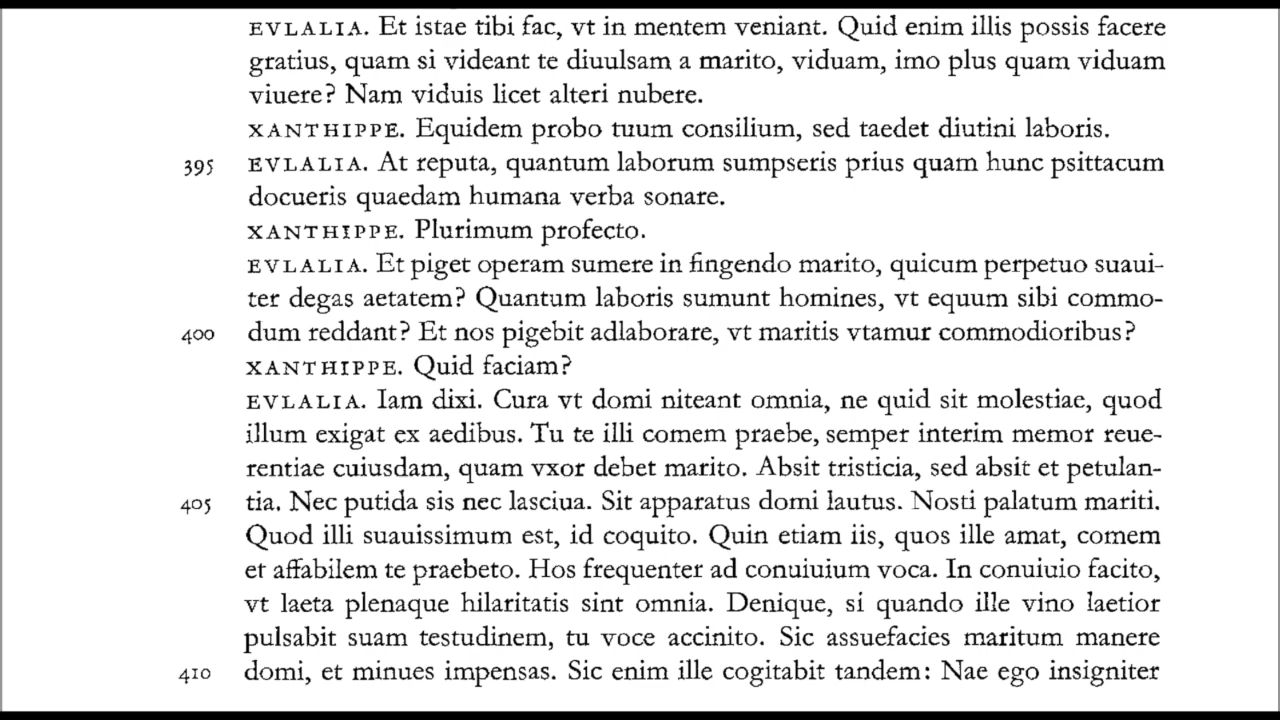 EVLALIA. Et istae tibi fac, vt in mentem veniant. Quid enim illis possis facere
gratius, quam si videant te diuulsam a marito, viduam, imo plus quam viduam
viuere? Nam viduis licet alteri nubere.
XANTHIPPE. Equidem probo tuum consilium, sed taedet diutini laboris.
395 EVLALIA. At reputa, quantum laborum sumpseris prius quam hunc psittacum
docueris quaedam humana verba sonare.
XANTHIPPE. Plurimum profecto.
EVLALIA. Et piget operam sumere in fingendo marito, quicum perpetuo suaui-
ter degas aetatem? Quantum laboris sumunt homines, vt equum sibi commo-
400 dum reddant? Et nos pigebit adlaborare, vt maritis vtamur commodioribus?
XANTHIPPE. Quid faciam?
EVLALIA. Iam dixi. Cura vt domi niteant omnia, ne quid sit molestiae, quod
illum exigat ex aedibus. Tu te illi comem praebe, semper interim memor reue-
rentiae cuiusdam, quam vxor debet marito. Absit tristicia, sed absit et petulan-
405 tia. Nec putida sis nec lasciua. Sit apparatus domi lautus. Nosti palatum mariti.
Quod illi suauissimum est, id coquito. Quin etiam iis, quos ille amat, comem
et affabilem te praebeto. Hos frequenter ad conuiuium voca. In conuiuio facito,
vt laeta plenaque hilaritatis sint omnia. Denique, si quando ille vino laetior
pulsabit suam testudinem, tu voce accinito. Sic assuefacies maritum manere
410 domi, et minues impensas. Sic enim ille cogitabit tandem: Nae ego insigniter